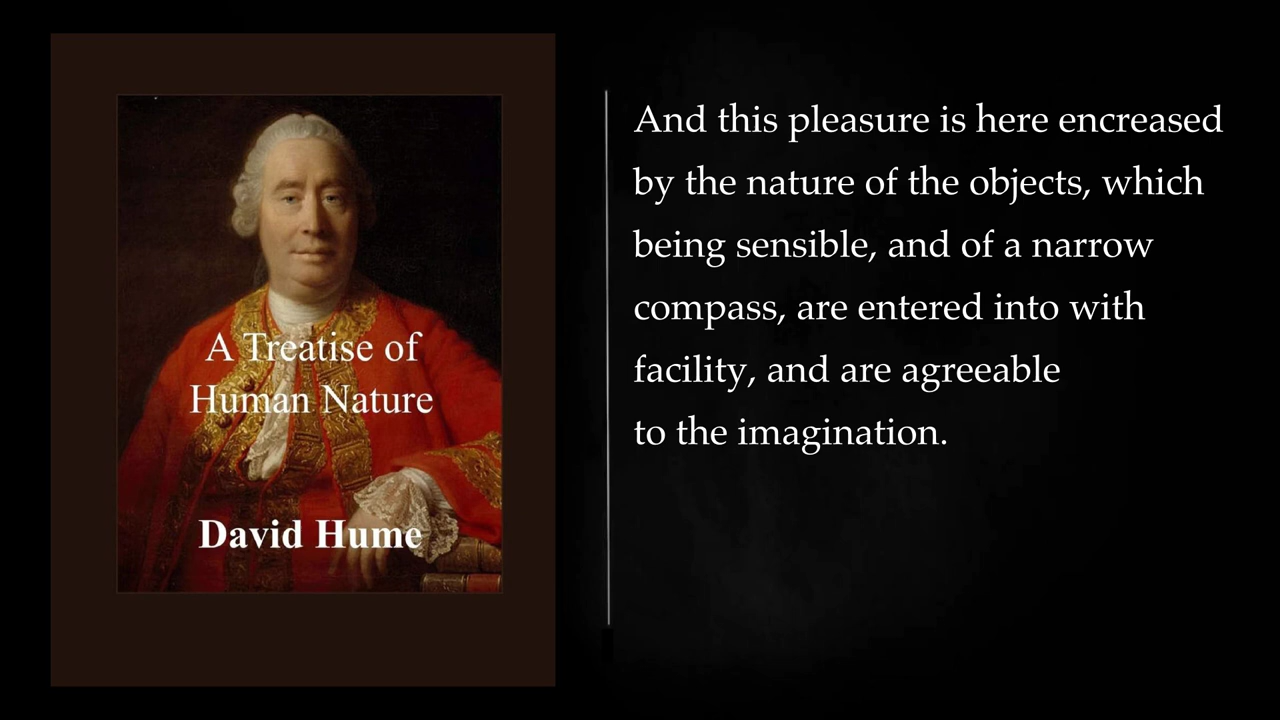 A Treatise of
Human Nature
David Hume
And this pleasure is here encreased
by the nature of the objects, which
being sensible, and of a narrow
compass, are entered into with
facility, and are agreeable
to the imagination.